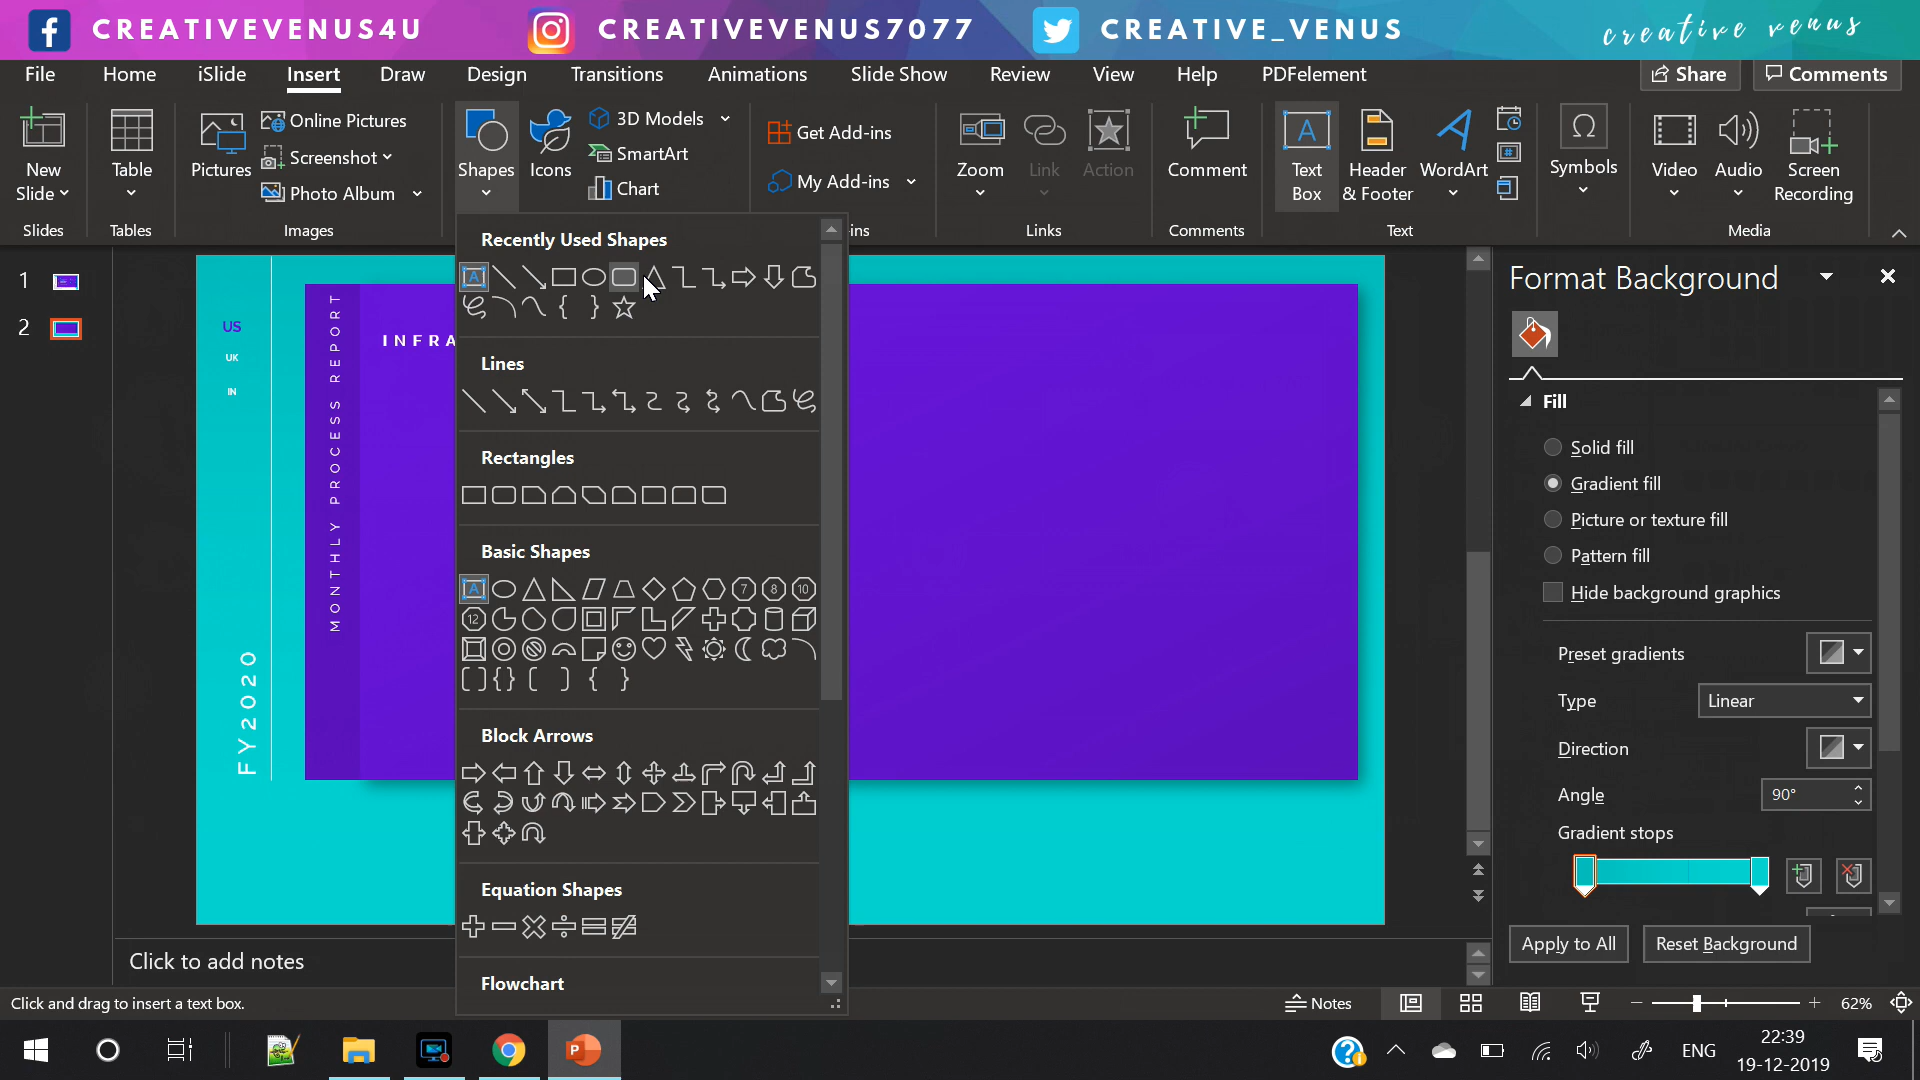 CREATIVEVENUS4U
CREATIVEVENUS7077
CREATIVE_VENUS
creative venus
File Home iSlide Insert Draw Design Transitions Animations Slide Show Review View Help PDFelement
Share
Comments
New
Slide
Slides
Table
Tables
Pictures
Online Pictures
Screenshot
Photo Album
Images
Shapes
Icons
3D Models
SmartArt
Chart
Get Add-ins
My Add-ins
ins
Zoom
Link
Action
Links
Comment
Comments
Text
Box
Header
& Footer
WordArt
Text
Symbols
Video
Audio
Screen
Recording
Media
1
2
US
UK
IN
FY2020
MONTHLY PROCESS REPORT
INFRA
Recently Used Shapes
Lines
Rectangles
Basic Shapes
7
8
10
12
Block Arrows
Equation Shapes
Flowchart
Format Background
Fill
Solid fill
Gradient fill
Picture or texture fill
Pattern fill
Hide background graphics
Preset gradients
Type
Linear
Direction
Angle
90°
Gradient stops
Apply to All
Reset Background
Click to add notes
Click and drag to insert a text box.
Notes
62%
ENG
22:39
19-12-2019